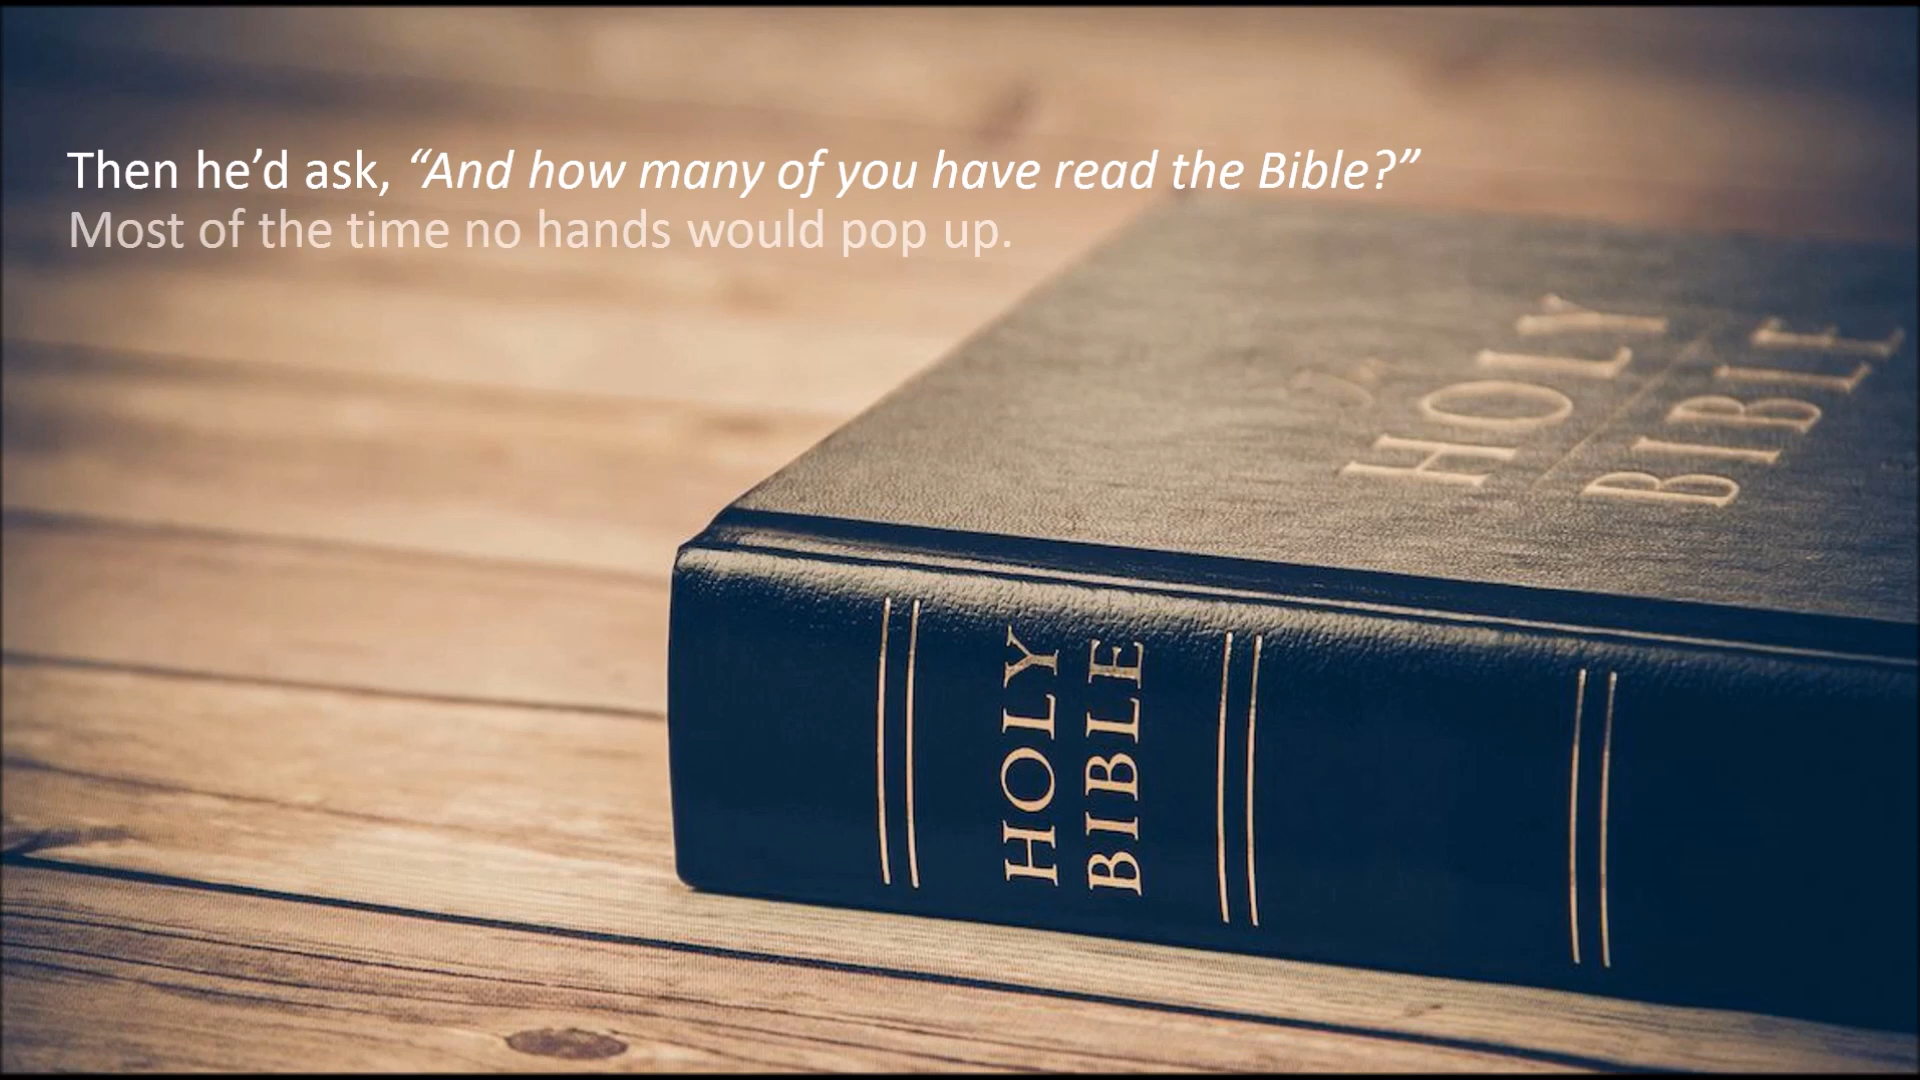 Then he’d ask, “And how many of you have read the Bible?”
Most of the time no hands would pop up.
HOLY
BIBLE
HOLY
BIBLE